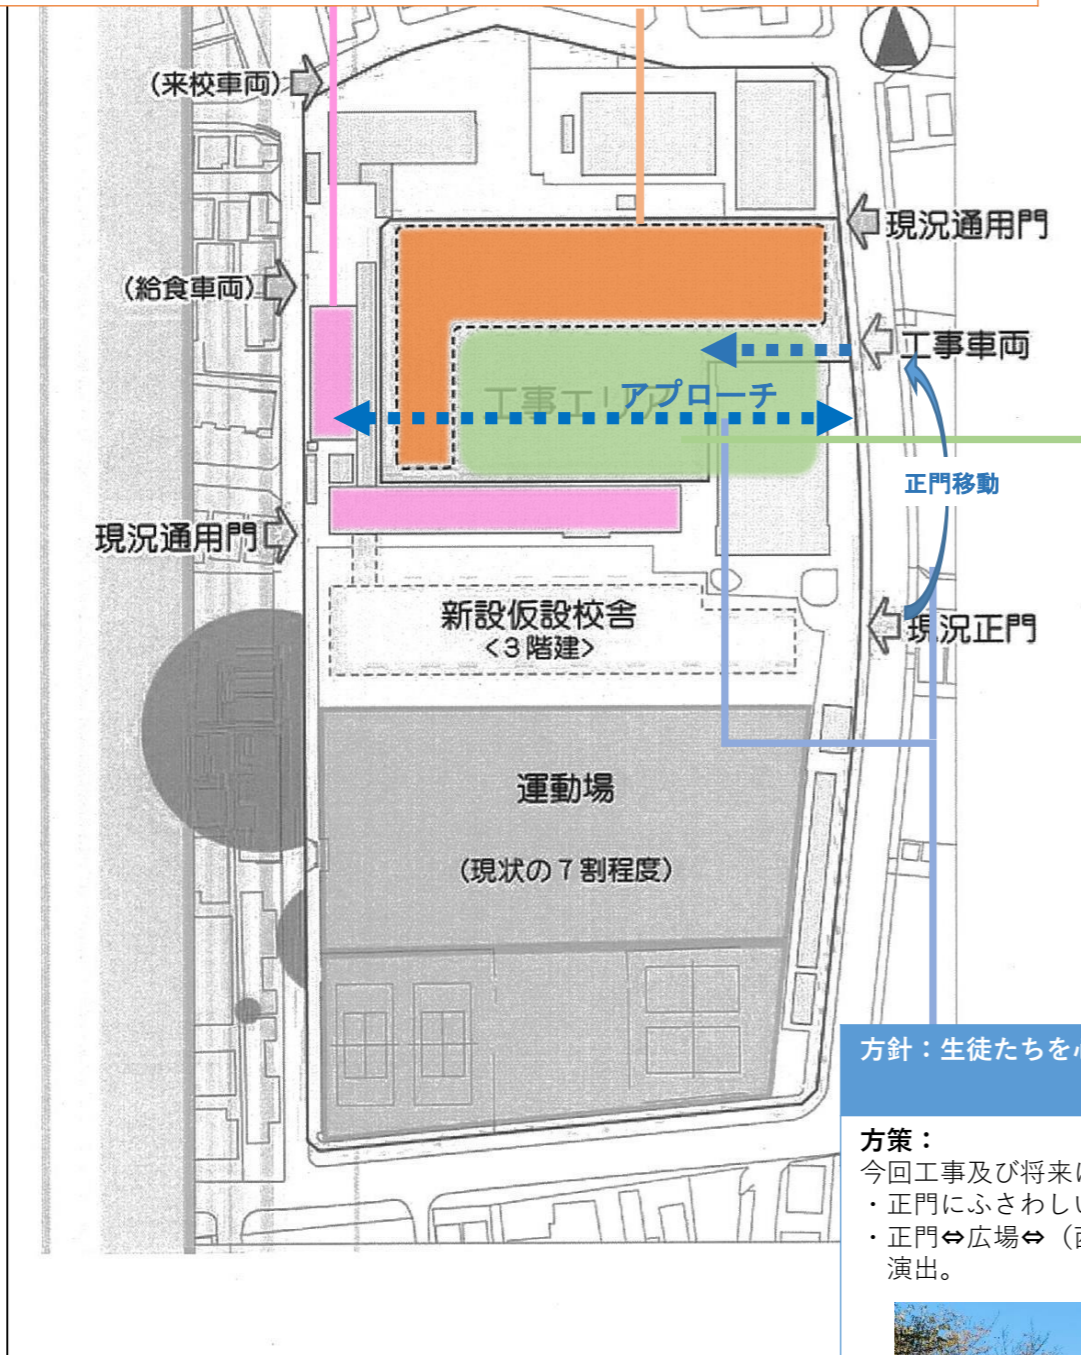 (来校車両)
現況通用門
(給食車両)
工事車両
工事エリア
アプローチ
正門移動
現況通用門
新設仮設校舎
<3階建>
現況正門
運動場
(現状の7割程度)
方針：生徒たちを
方策：
今回工事及び将来に
・正門にふさわしい
・正門⇔広場⇔（
演出。